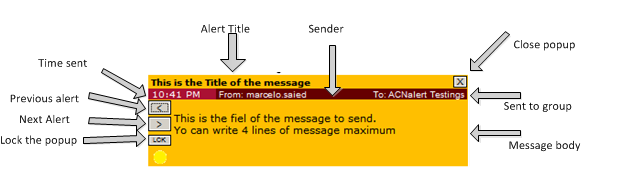 Alert Title
Sender
Close popup
Time sent
This is the Title of the message
X
10:41 PM From: marcelo.saied To: ACNalert Testings
Previous alert
<
Sent to group
This is the fiel of the message to send.
Next Alert
>
Yo can write 4 lines of message maximum
Lock the popup
LOK
Message body